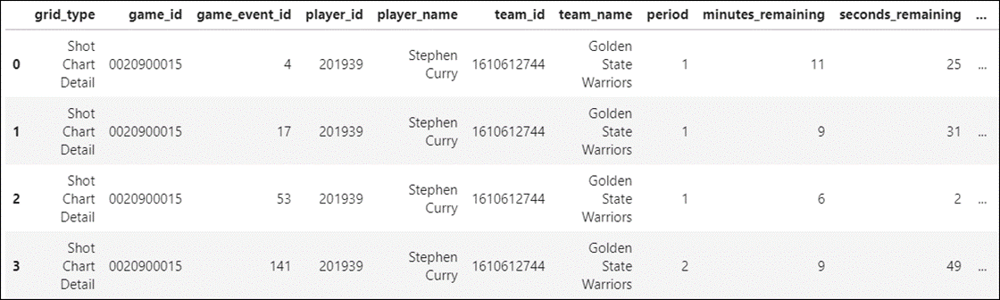 grid_type game_id game_event_id player_id player_name team_id team_name period minutes_remaining seconds_remaining ...
0 Shot Chart Detail 0020900015 4 201939 Stephen Curry 1610612744 Golden State Warriors 1 11 25 ...
1 Shot Chart Detail 0020900015 17 201939 Stephen Curry 1610612744 Golden State Warriors 1 9 31 ...
2 Shot Chart Detail 0020900015 53 201939 Stephen Curry 1610612744 Golden State Warriors 1 6 2 ...
3 Shot Chart Detail 0020900015 141 201939 Stephen Curry 1610612744 Golden State Warriors 2 9 49 ...